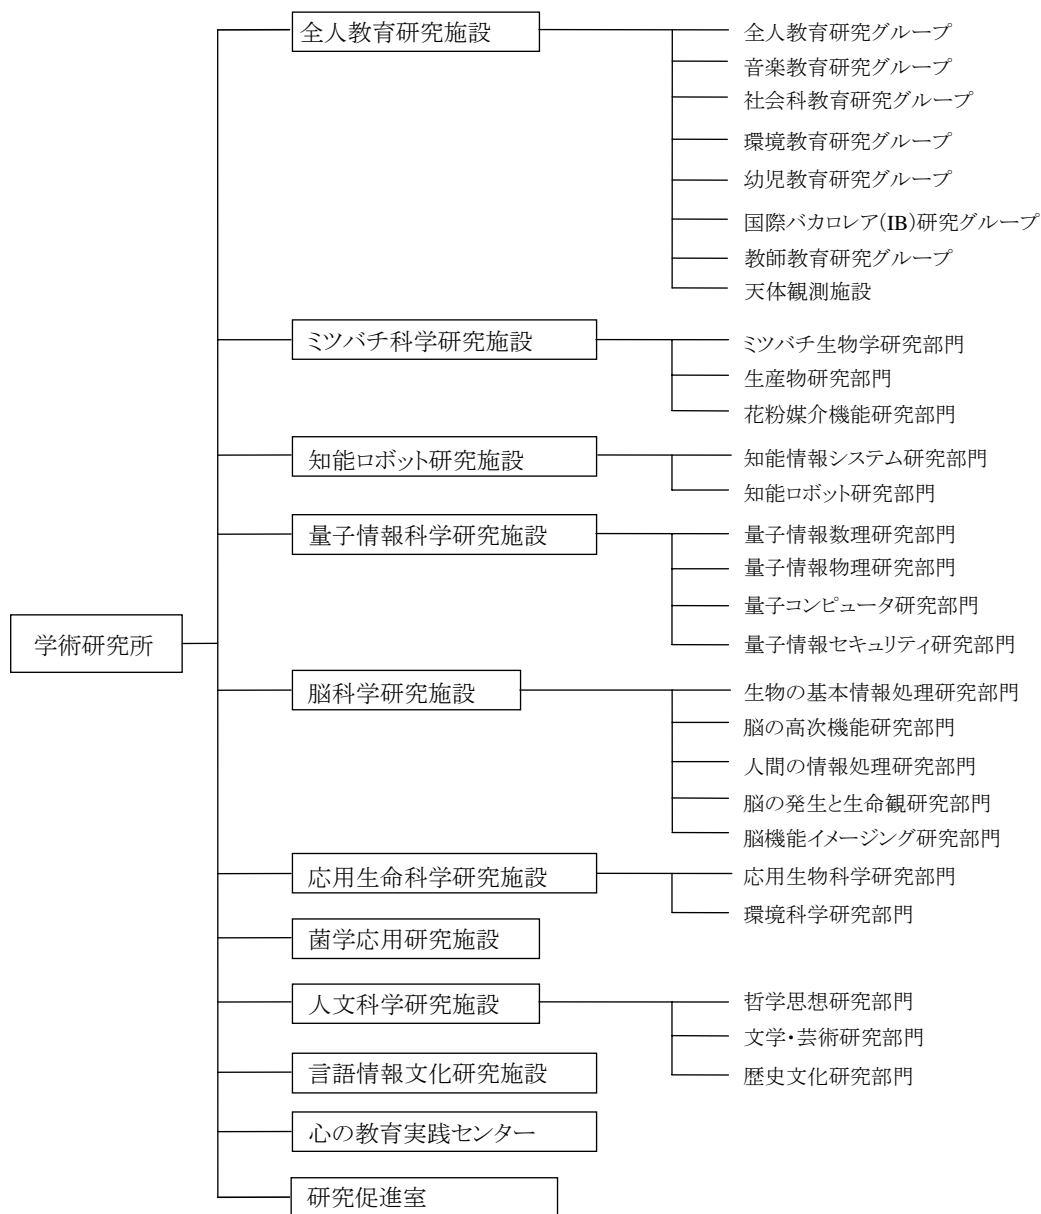 学術研究所
全人教育研究施設
全人教育研究グループ
音楽教育研究グループ
社会科教育研究グループ
環境教育研究グループ
幼児教育研究グループ
国際バカロレア(IB)研究グループ
教師教育研究グループ
天体観測施設
ミツバチ科学研究施設
ミツバチ生物学研究部門
生産物研究部門
花粉媒介機能研究部門
知能ロボット研究施設
知能情報システム研究部門
知能ロボット研究部門
量子情報科学研究施設
量子情報数理研究部門
量子情報物理研究部門
量子コンピュータ研究部門
量子情報セキュリティ研究部門
脳科学研究施設
生物の基本情報処理研究部門
脳の高次機能研究部門
人間の情報処理研究部門
脳の発生と生命観研究部門
脳機能イメージング研究部門
応用生命科学研究施設
応用生物科学研究部門
環境科学研究部門
菌学応用研究施設
人文科学研究施設
哲学思想研究部門
文学・芸術研究部門
歴史文化研究部門
言語情報文化研究施設
心の教育実践センター
研究促進室